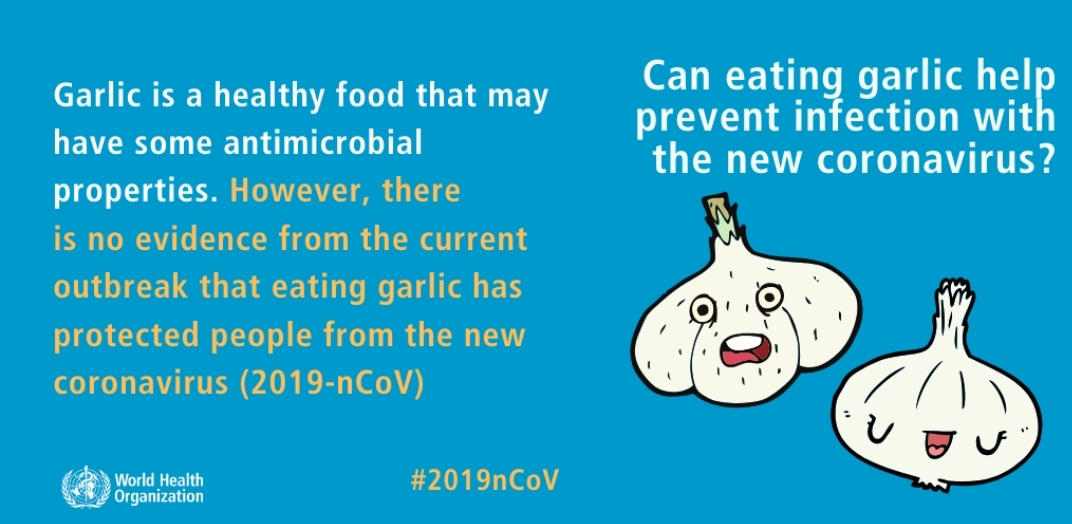 Can eating garlic help
prevent infection with
the new coronavirus?
Garlic is a healthy food that may
have some antimicrobial
properties. However, there
is no evidence from the current
outbreak that eating garlic has
protected people from the new
coronavirus (2019-nCoV)
World Health
Organization
#2019nCoV